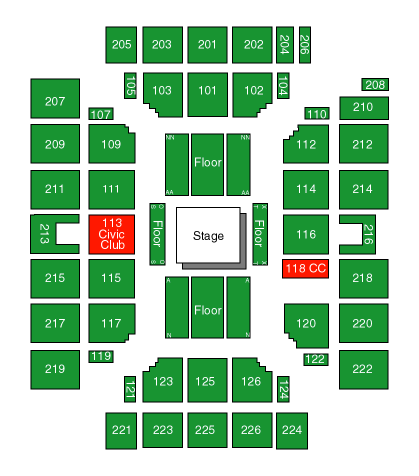 205 203 201 202 204 206
105 103 101 102 104
208
207 210
107 110
209 109 NN NN 112 212
Floor
211 111 AA AA 114 214
213 113 Civic Club O S Floor O S Stage X T Floor X T 116 216
215 115 118 CC 218
A A
217 117 Floor 120 220
N N
219 119 122 222
121 123 125 126 124
221 223 225 226 224